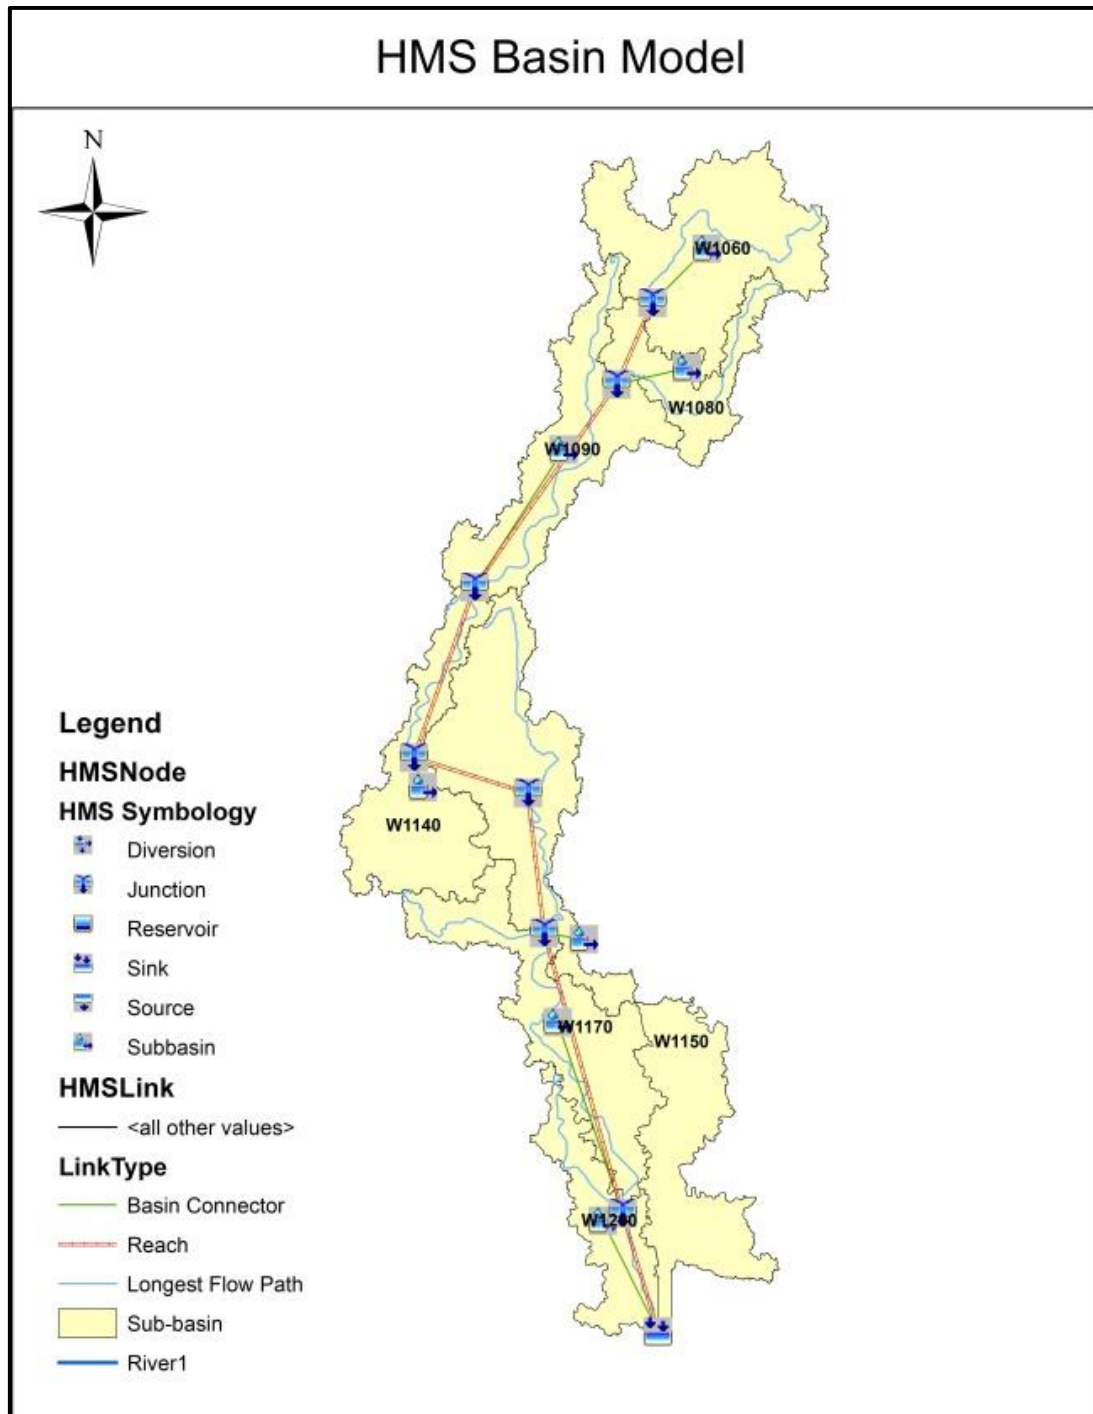 HMS Basin Model
N
W1060
W1080
W1090
W1140
W1170
W1150
W1200
Legend
HMSNode
HMS Symbology
Diversion
Junction
Reservoir
Sink
Source
Subbasin
HMSLink
<all other values>
LinkType
Basin Connector
Reach
Longest Flow Path
Sub-basin
River1